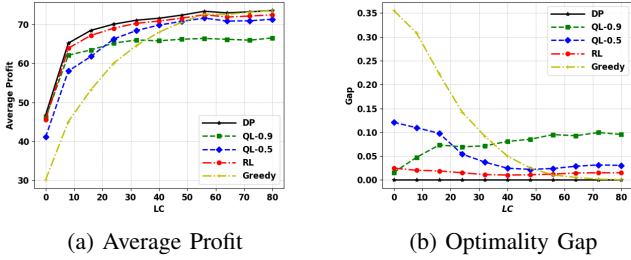 70
60
50
40
30
Average Profit
DP
QL-0.9
QL-0.5
RL
Greedy
0 10 20 30 40 50 60 70 80
LC
(a) Average Profit
0.35
0.30
0.25
0.20
0.15
0.10
0.05
0.00
Gap
DP
QL-0.9
QL-0.5
RL
Greedy
0 10 20 30 40 50 60 70 80
LC
(b) Optimality Gap